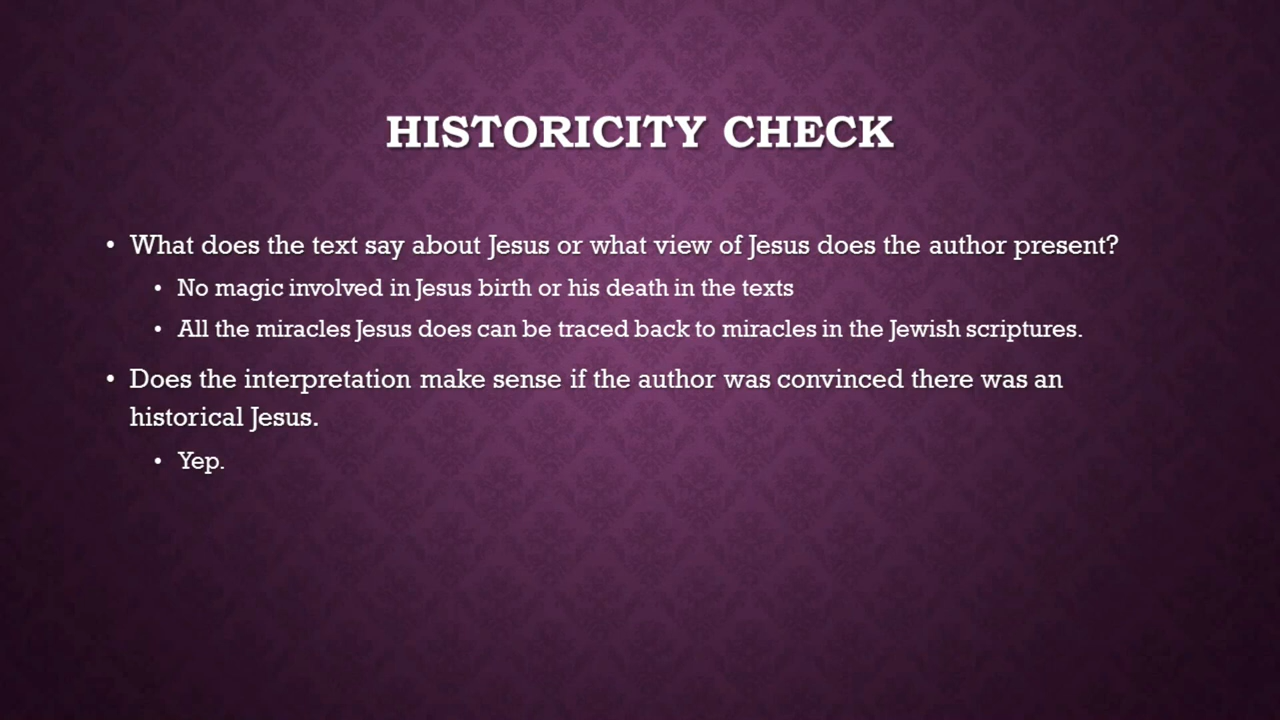 HISTORICITY CHECK
• What does the text say about Jesus or what view of Jesus does the author present?
• No magic involved in Jesus birth or his death in the texts
• All the miracles Jesus does can be traced back to miracles in the Jewish scriptures.
• Does the interpretation make sense if the author was convinced there was an
historical Jesus.
• Yep.